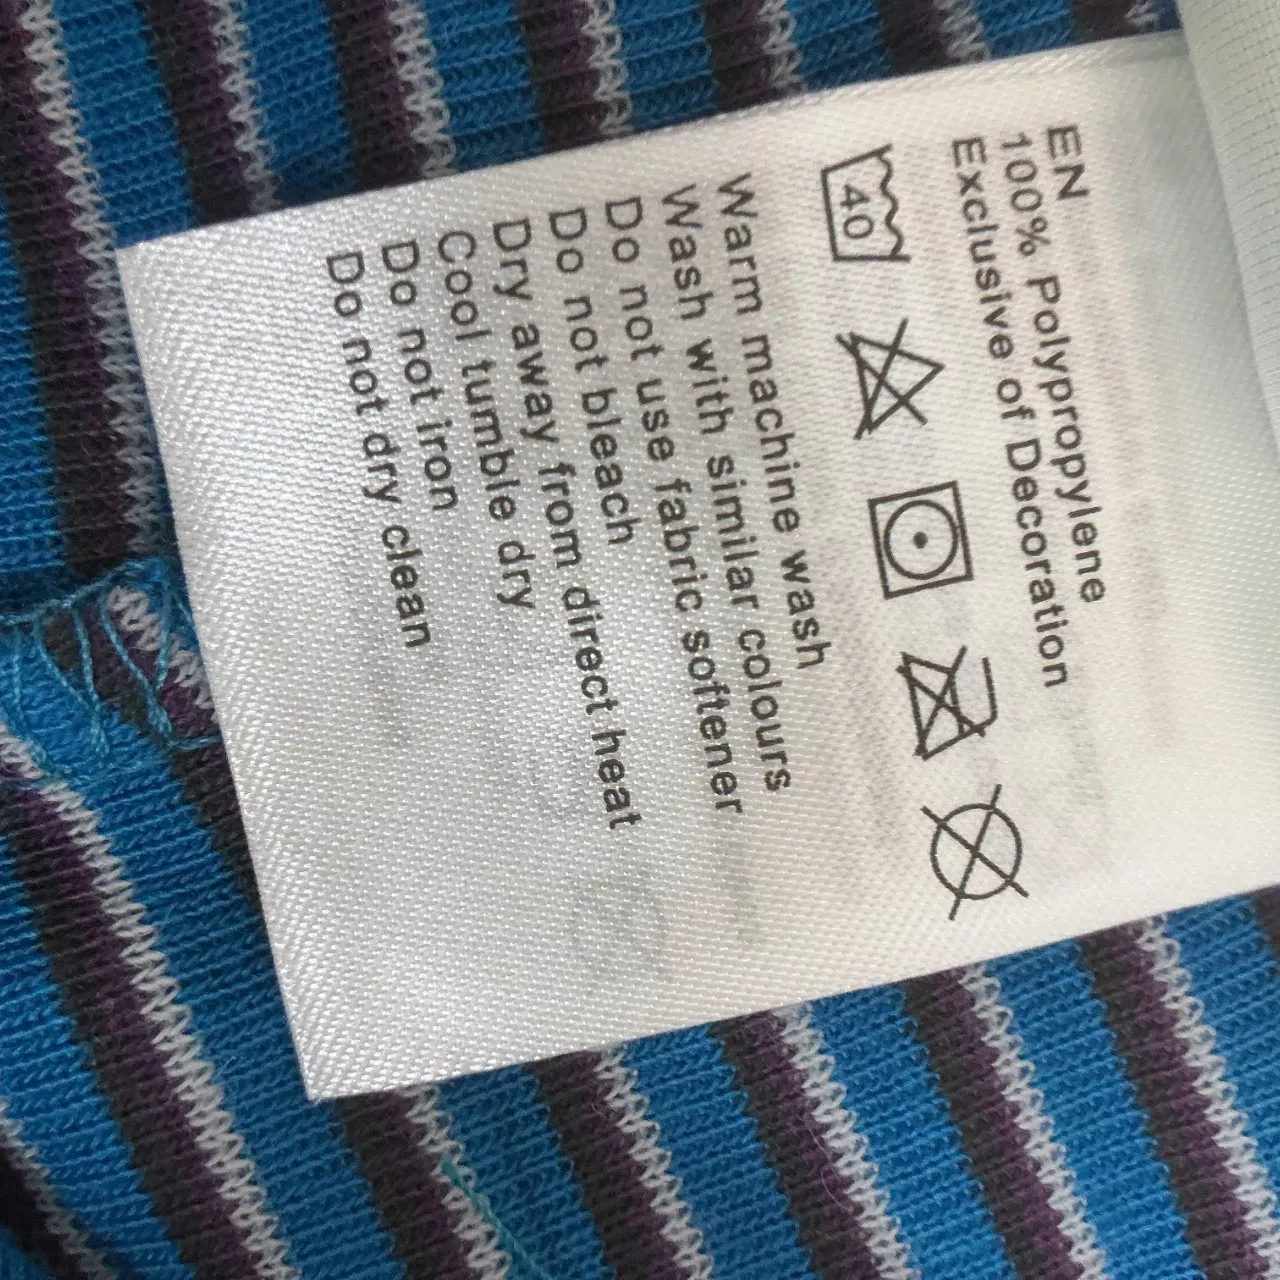 EN
100% Polypropylene
Exclusive of Decoration
40
Warm machine wash
Wash with similar colours
Do not use fabric softener
Do not bleach
Dry away from direct heat
Cool tumble dry
Do not iron
Do not dry clean